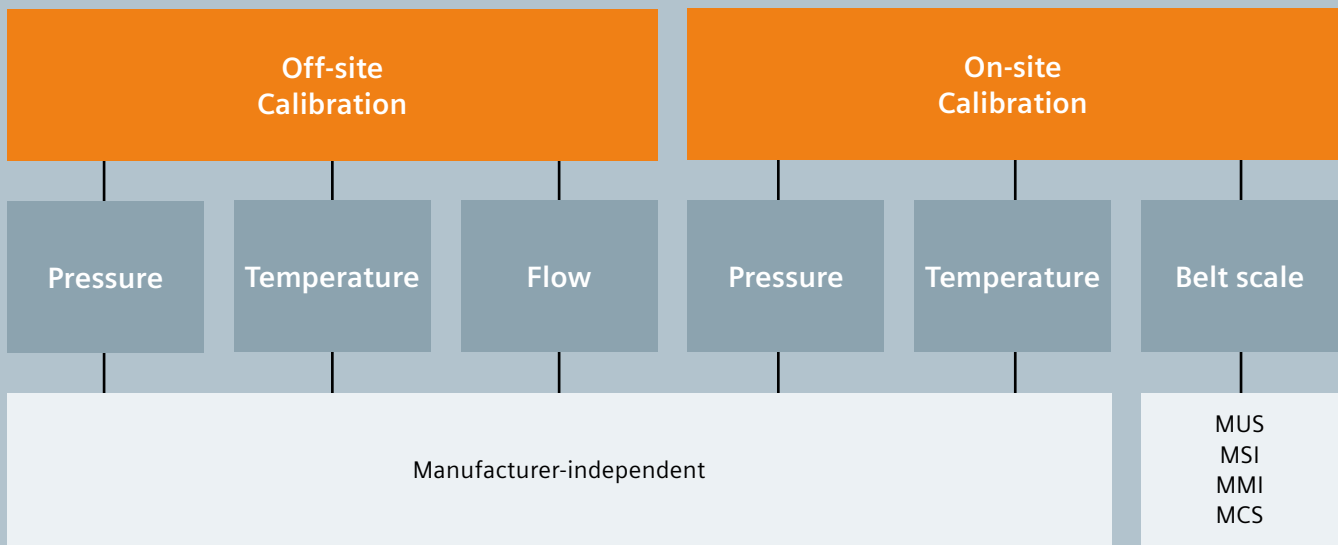 Off-site
Calibration
On-site
Calibration
Pressure
Temperature
Flow
Pressure
Temperature
Belt scale
Manufacturer-independent
MUS
MSI
MMI
MCS